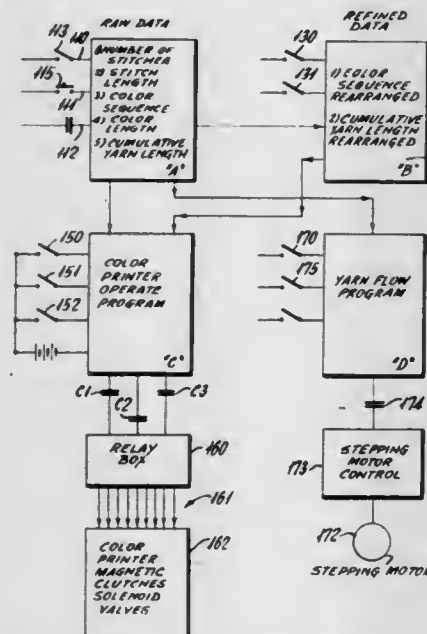 RAW DATA
113
110
115
111
112
1) NUMBER OF
STITCHER
2) STITCH
LENGTH
3) COLOR
SEQUENCE
4) COLOR
LENGTH
5) CUMULATIVE
YARN LENGTH
"A"
REFINED
DATA
130
131
1) COLOR
SEQUENCE
REARRANGED
2) CUMULATIVE
YARN LENGTH
REARRANGED
"B"
150
151
152
COLOR
PRINTER
OPERATE
PROGRAM
"C"
170
175
YARN FLOW
PROGRAM
"D"
C1
C2
C3
174
RELAY
BOX
160
161
173
STEPPING
MOTOR
CONTROL
COLOR
PRINTER
MAGNETIC
CLUTCHES
SOLENOID
VALVES
162
172
STEPPING MOTOR